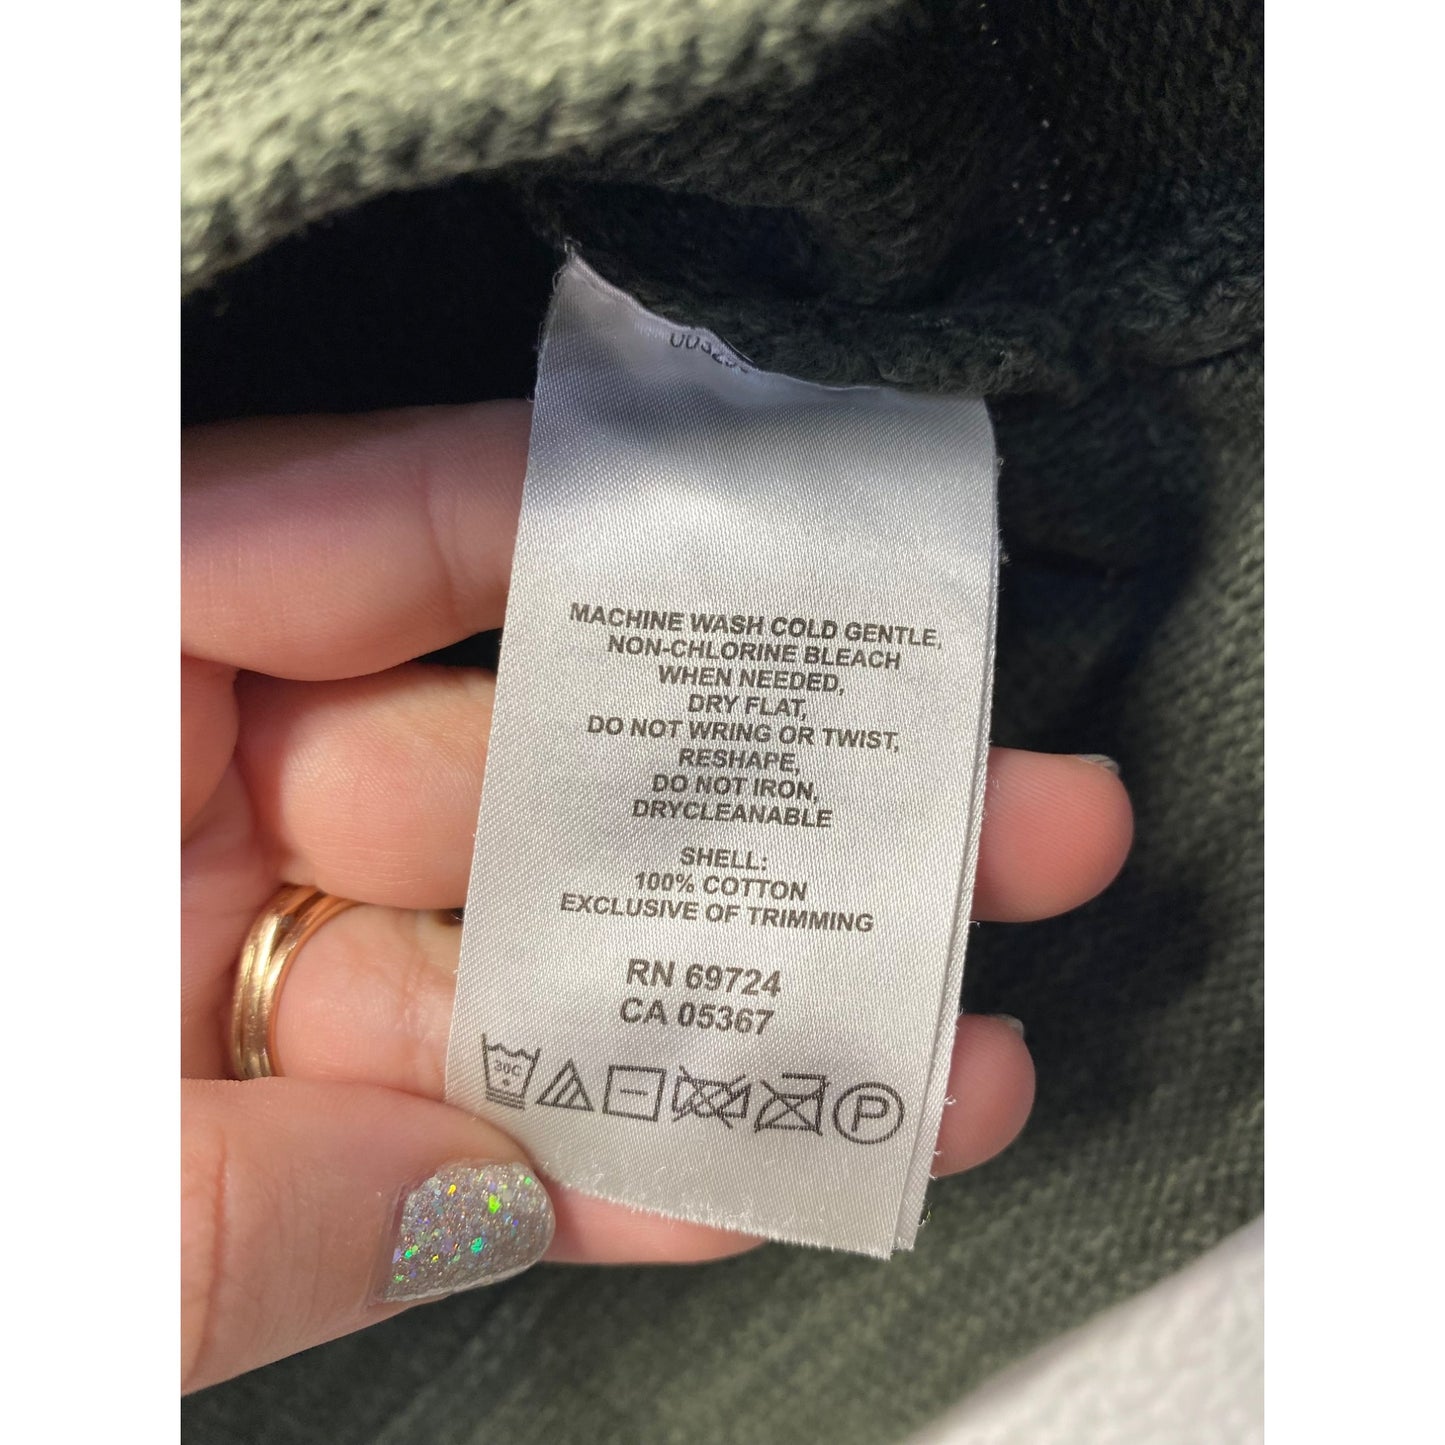 MACHINE WASH COLD GENTLE,
NON-CHLORINE BLEACH
WHEN NEEDED,
DRY FLAT,
DO NOT WRING OR TWIST,
RESHAPE,
DO NOT IRON,
DRYCLEANABLE
SHELL:
100% COTTON
EXCLUSIVE OF TRIMMING
RN 69724
CA 05367
30C
P